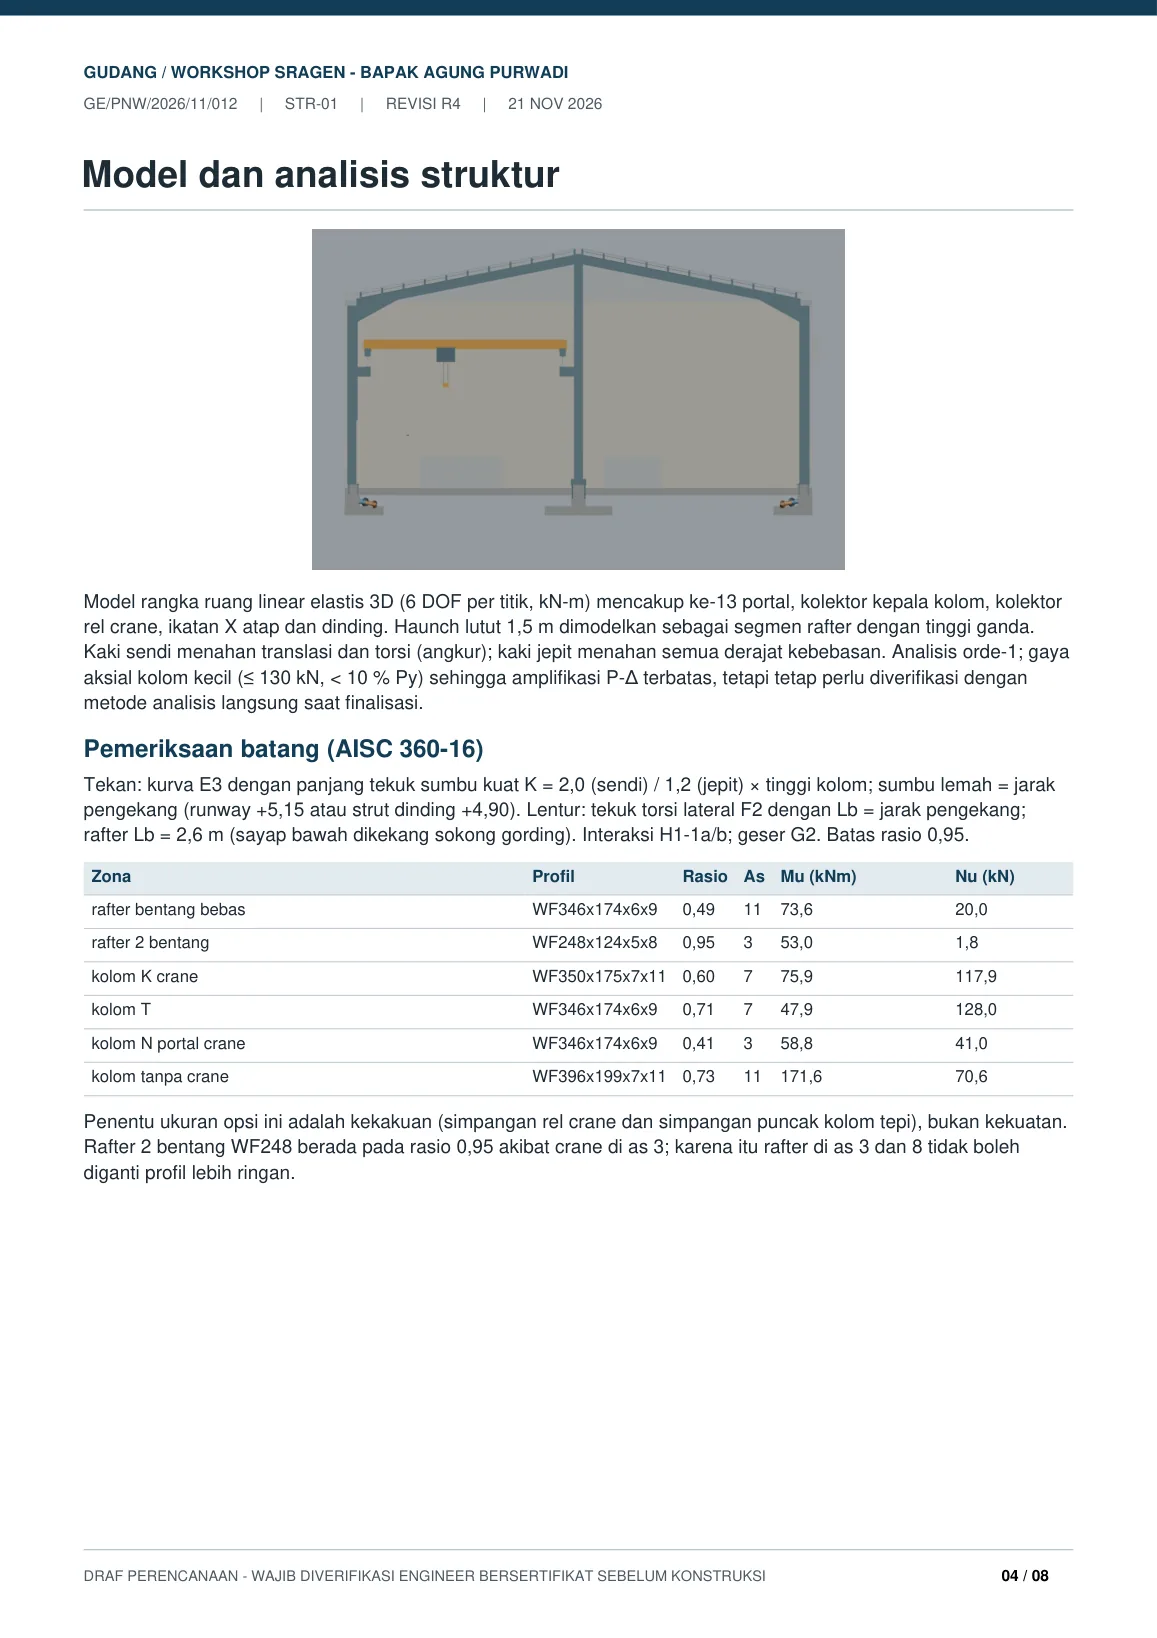 GUDANG / WORKSHOP SRAGEN - BAPAK AGUNG PURWADI
GE/PNW/2026/11/012 | STR-01 | REVISI R4 | 21 NOV 2026
Model dan analisis struktur
Model rangka ruang linear elastis 3D (6 DOF per titik, kN-m) mencakup ke-13 portal, kolektor kepala kolom, kolektor
rel crane, ikatan X atap dan dinding. Haunch lutut 1,5 m dimodelkan sebagai segmen rafter dengan tinggi ganda.
Kaki sendi menahan translasi dan torsi (angkur); kaki jepit menahan semua derajat kebebasan. Analisis orde-1; gaya
aksial kolom kecil (≤ 130 kN, < 10 % Py) sehingga amplifikasi P-Δ terbatas, tetapi tetap perlu diverifikasi dengan
metode analisis langsung saat finalisasi.
Pemeriksaan batang (AISC 360-16)
Tekan: kurva E3 dengan panjang tekuk sumbu kuat K = 2,0 (sendi) / 1,2 (jepit) × tinggi kolom; sumbu lemah = jarak
pengekang (runway +5,15 atau strut dinding +4,90). Lentur: tekuk torsi lateral F2 dengan Lb = jarak pengekang;
rafter Lb = 2,6 m (sayap bawah dikekang sokong gording). Interaksi H1-1a/b; geser G2. Batas rasio 0,95.
Zona Profil Rasio As Mu (kNm) Nu (kN)
rafter bentang bebas WF346x174x6x9 0,49 11 73,6 20,0
rafter 2 bentang WF248x124x5x8 0,95 3 53,0 1,8
kolom K crane WF350x175x7x11 0,60 7 75,9 117,9
kolom T WF346x174x6x9 0,71 7 47,9 128,0
kolom N portal crane WF346x174x6x9 0,41 3 58,8 41,0
kolom tanpa crane WF396x199x7x11 0,73 11 171,6 70,6
Penentu ukuran opsi ini adalah kekakuan (simpangan rel crane dan simpangan puncak kolom tepi), bukan kekuatan.
Rafter 2 bentang WF248 berada pada rasio 0,95 akibat crane di as 3; karena itu rafter di as 3 dan 8 tidak boleh
diganti profil lebih ringan.
DRAF PERENCANAAN - WAJIB DIVERIFIKASI ENGINEER BERSERTIFIKAT SEBELUM KONSTRUKSI 04 / 08